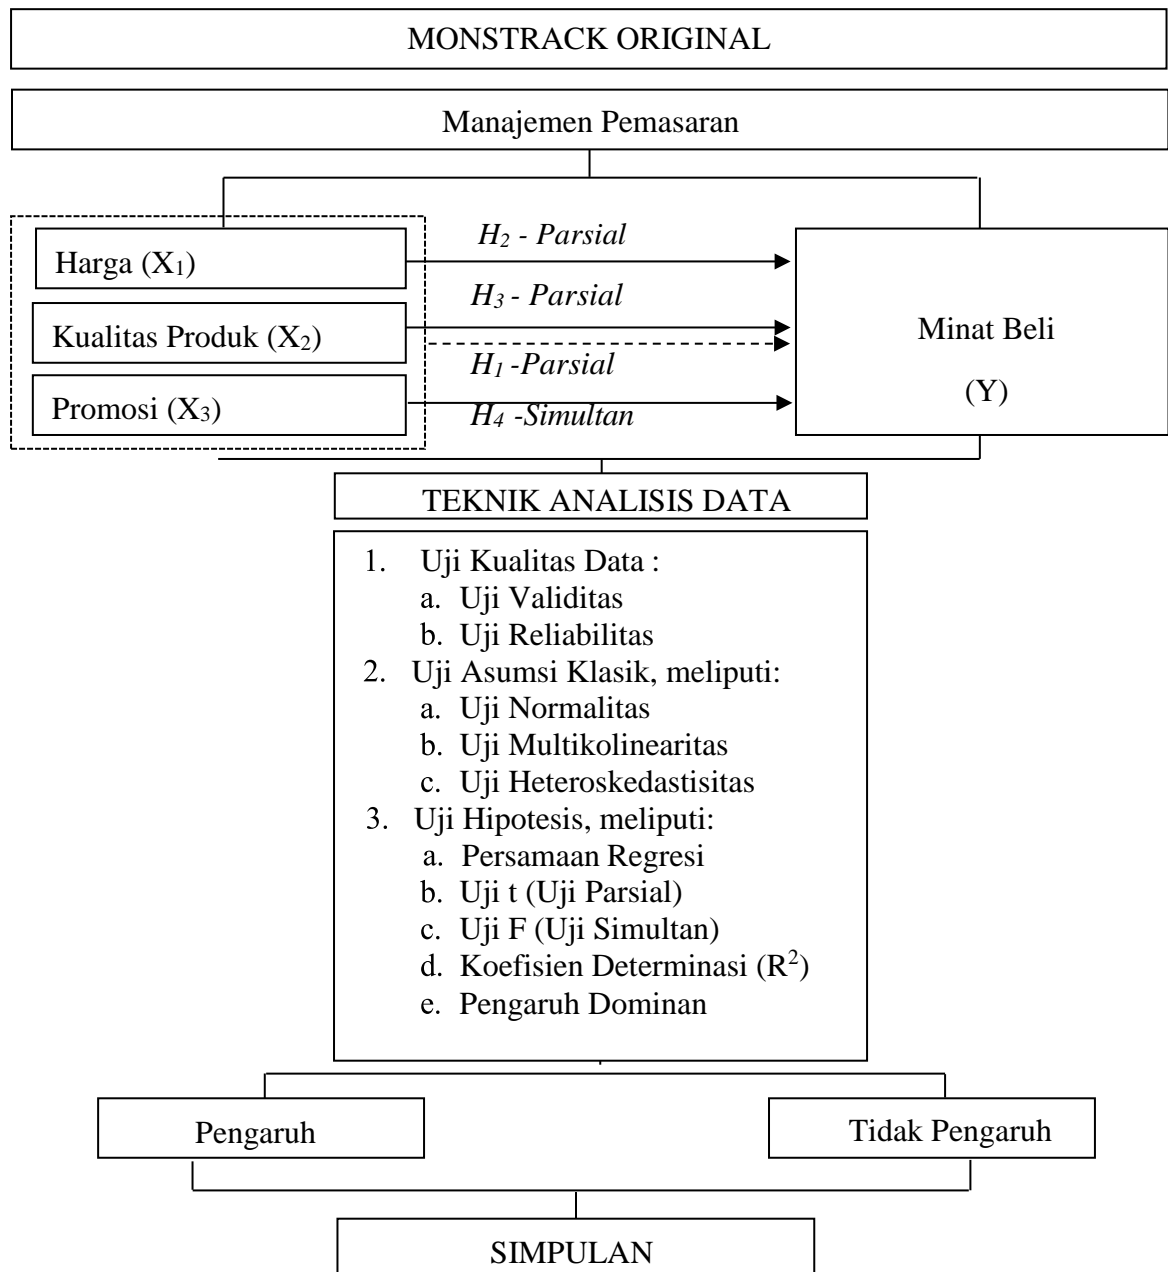 MONSTRACK ORIGINAL
Manajemen Pemasaran
H₂ - Parsial
Harga (X₁)
H₃ - Parsial
Kualitas Produk (X₂)
H₁ -Parsial
Promosi (X₃)
H₄ -Simultan
Minat Beli
(Y)
TEKNIK ANALISIS DATA
1. Uji Kualitas Data :
a. Uji Validitas
b. Uji Reliabilitas
2. Uji Asumsi Klasik, meliputi:
a. Uji Normalitas
b. Uji Multikolinearitas
c. Uji Heteroskedastisitas
3. Uji Hipotesis, meliputi:
a. Persamaan Regresi
b. Uji t (Uji Parsial)
c. Uji F (Uji Simultan)
d. Koefisien Determinasi (R²)
e. Pengaruh Dominan
Pengaruh
Tidak Pengaruh
SIMPULAN